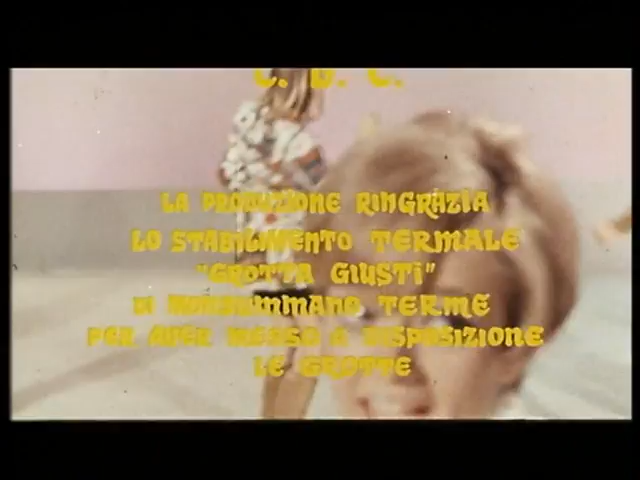 C. D. C.
LA PRODUZIONE RINGRAZIA
LO STABILIMENTO TERMALE
"GROTTA GIUSTI"
DI MONSUMMANO TERME
PER AVER MESSO A DISPOSIZIONE
LE GROTTE